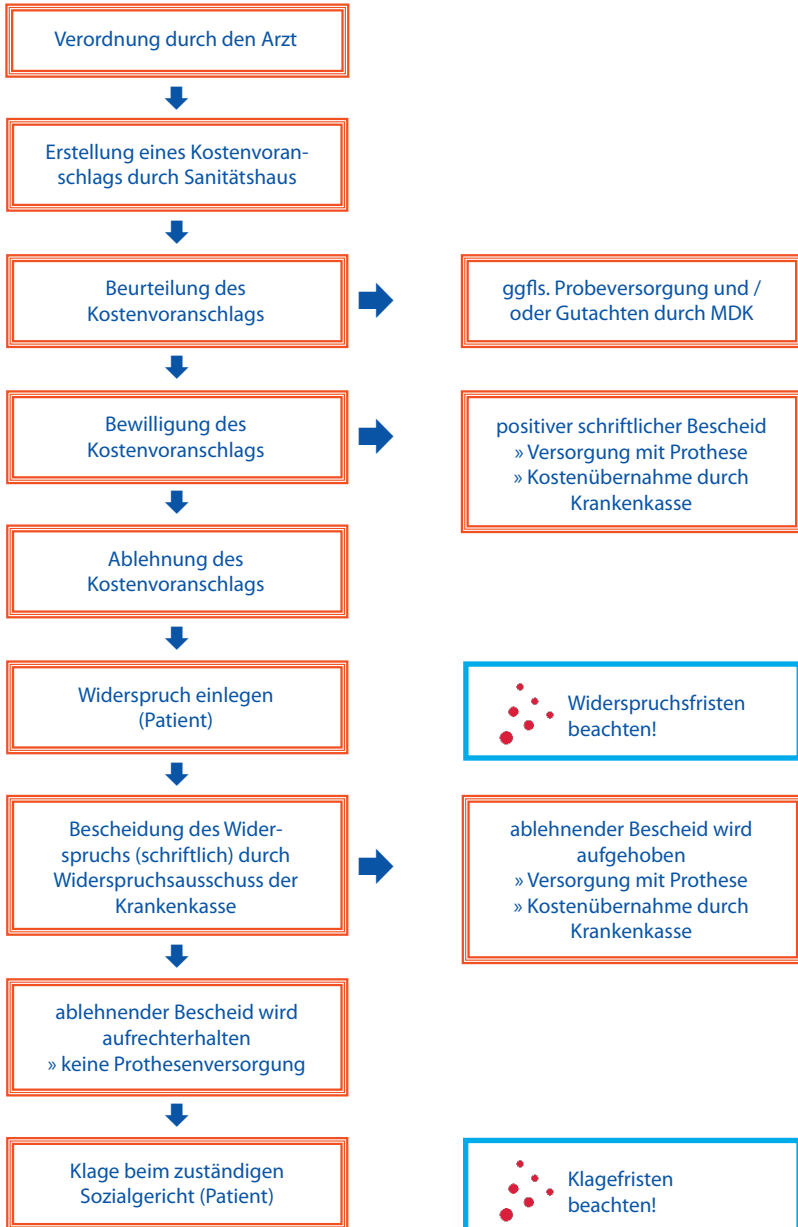 Verordnung durch den Arzt
Erstellung eines Kostenvoran-
schlags durch Sanitätshaus
Beurteilung des
Kostenvoranschlags
ggfls. Probeversorgung und /
oder Gutachten durch MDK
Bewilligung des
Kostenvoranschlags
positiver schriftlicher Bescheid
» Versorgung mit Prothese
» Kostenübernahme durch
Krankenkasse
Ablehnung des
Kostenvoranschlags
Widerspruch einlegen
(Patient)
Widerspruchsfristen
beachten!
Bescheidung des Wider-
spruchs (schriftlich) durch
Widerspruchsausschuss der
Krankenkasse
ablehnender Bescheid wird
aufgehoben
» Versorgung mit Prothese
» Kostenübernahme durch
Krankenkasse
ablehnender Bescheid wird
aufrechterhalten
» keine Prothesenversorgung
Klage beim zuständigen
Sozialgericht (Patient)
Klagefristen
beachten!